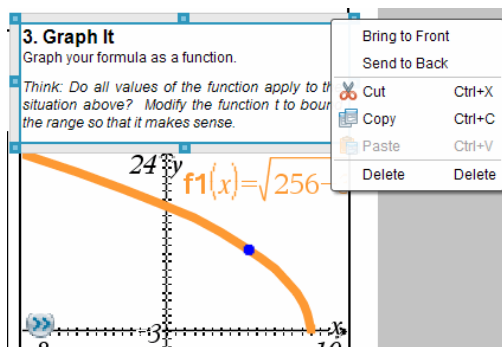 3. Graph It
Graph your formula as a function.
Think: Do all values of the function apply to th
situation above? Modify the function t to bour
the range so that it makes sense.
Bring to Front
Send to Back
Cut Ctrl+X
Copy Ctrl+C
Paste Ctrl+V
Delete Delete
24 y
f1(x)=√256-
-3
x
-8 10